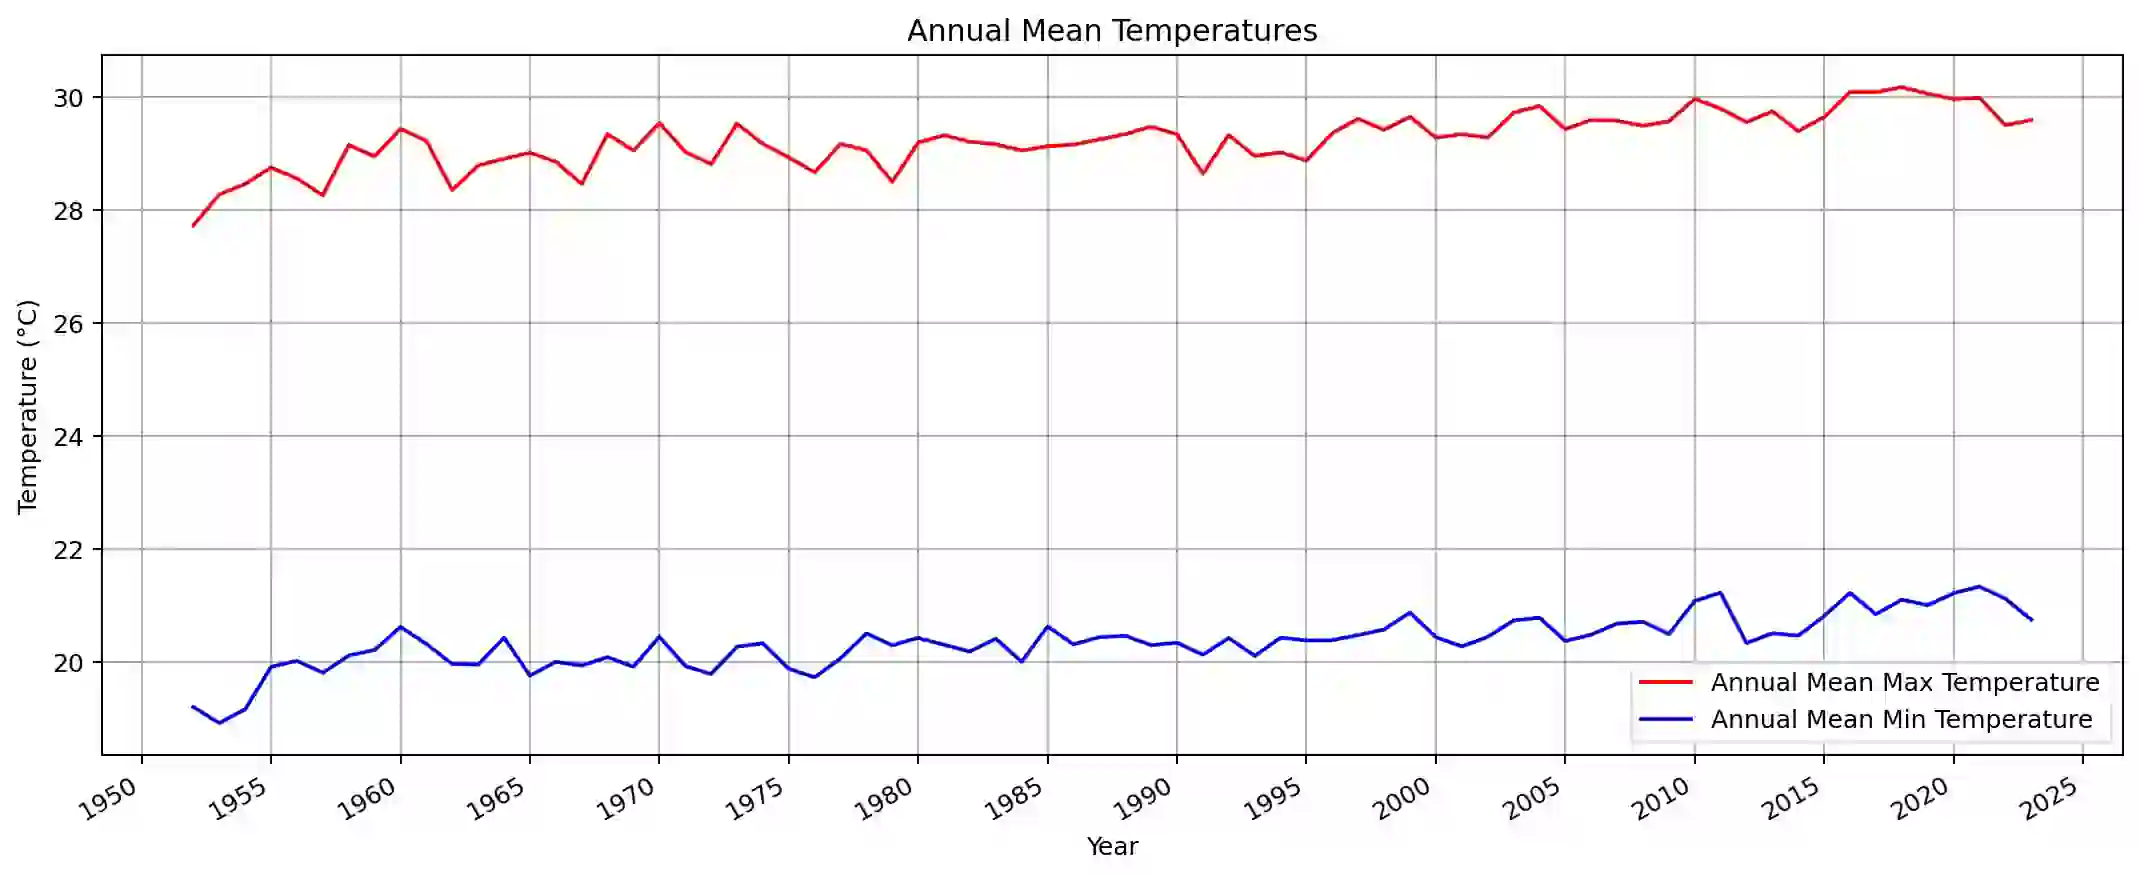 Annual Mean Temperatures
30
28
26
24
22
20
Temperature (°C)
Annual Mean Max Temperature
Annual Mean Min Temperature
1950 1955 1960 1965 1970 1975 1980 1985 1990 1995 2000 2005 2010 2015 2020 2025
Year